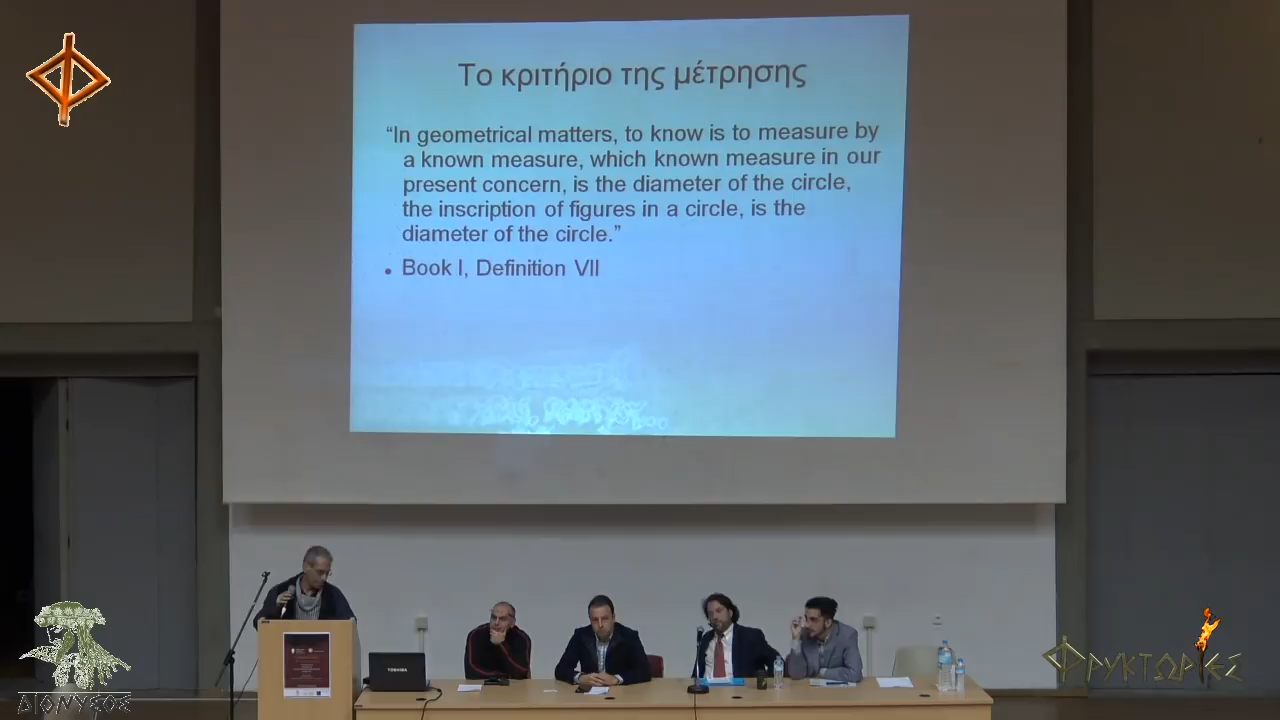 Το κριτήριο της μέτρησης
“In geometrical matters, to know is to measure by
a known measure, which known measure in our
present concern, is the diameter of the circle,
the inscription of figures in a circle, is the
diameter of the circle.”
• Book I, Definition VII
TOSHIBA
ΔΙΟΝΥΣΟΣ
ΦΡΥΚΤΩΡΙΕΣ